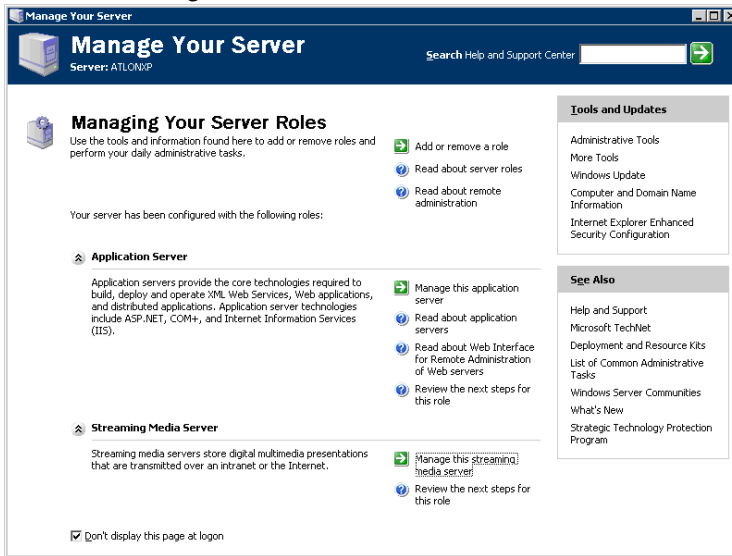 Manage Your Server
Manage Your Server
Server: ATLONXP
Search Help and Support Center
Managing Your Server Roles
Use the tools and information found here to add or remove roles and
perform your daily administrative tasks.
Add or remove a role
Read about server roles
Read about remote
administration
Your server has been configured with the following roles:
Application Server
Application servers provide the core technologies required to
build, deploy and operate XML Web Services, Web applications,
and distributed applications. Application server technologies
include ASP.NET, COM+, and Internet Information Services
(IIS).
Manage this application
server
Read about application
servers
Read about Web Interface
for Remote Administration
of Web servers
Review the next steps for
this role
Streaming Media Server
Streaming media servers store digital multimedia presentations
that are transmitted over an intranet or the Internet.
Manage this streaming
media server
Review the next steps for
this role
Don't display this page at logon
Tools and Updates
Administrative Tools
More Tools
Windows Update
Computer and Domain Name
Information
Internet Explorer Enhanced
Security Configuration
See Also
Help and Support
Microsoft TechNet
Deployment and Resource Kits
List of Common Administrative
Tasks
Windows Server Communities
What's New
Strategic Technology Protection
Program